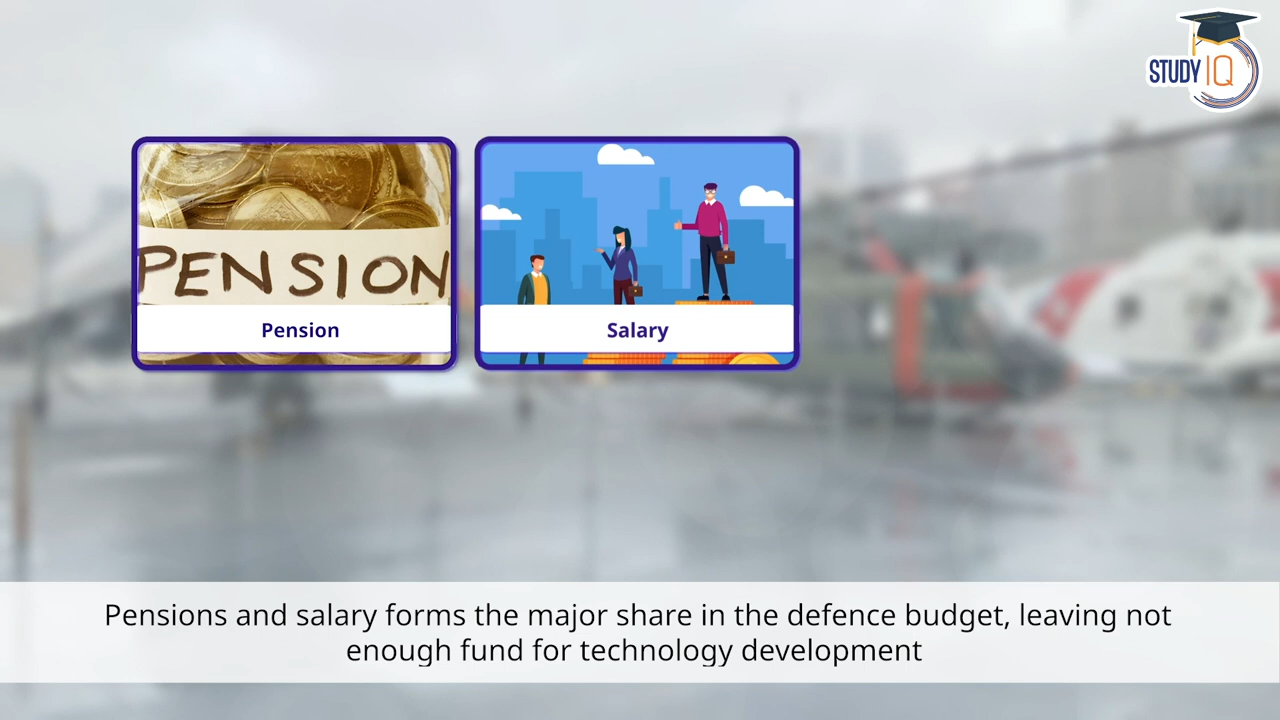 STUDY IQ
PENSION
Pension
Salary
Pensions and salary forms the major share in the defence budget, leaving not
enough fund for technology development